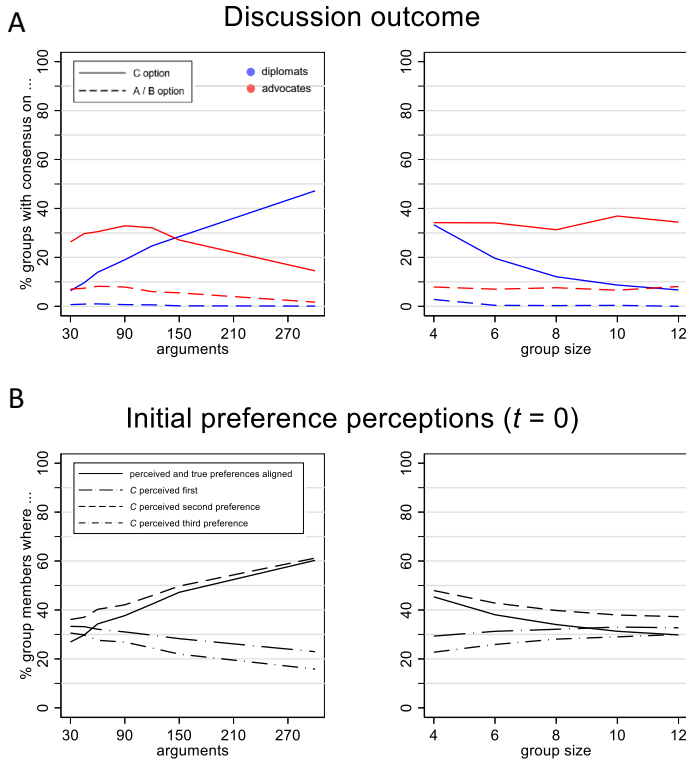 A
Discussion outcome
% groups with consensus on ...
0 20 40 60 80 100
C option
A / B option
diplomats
advocates
30 90 150 210 270
arguments
0 20 40 60 80 100
4 6 8 10 12
group size
B
Initial preference perceptions (t = 0)
% group members where ...
0 20 40 60 80 100
perceived and true preferences aligned
C perceived first
C perceived second preference
C perceived third preference
30 90 150 210 270
arguments
0 20 40 60 80 100
4 6 8 10 12
group size